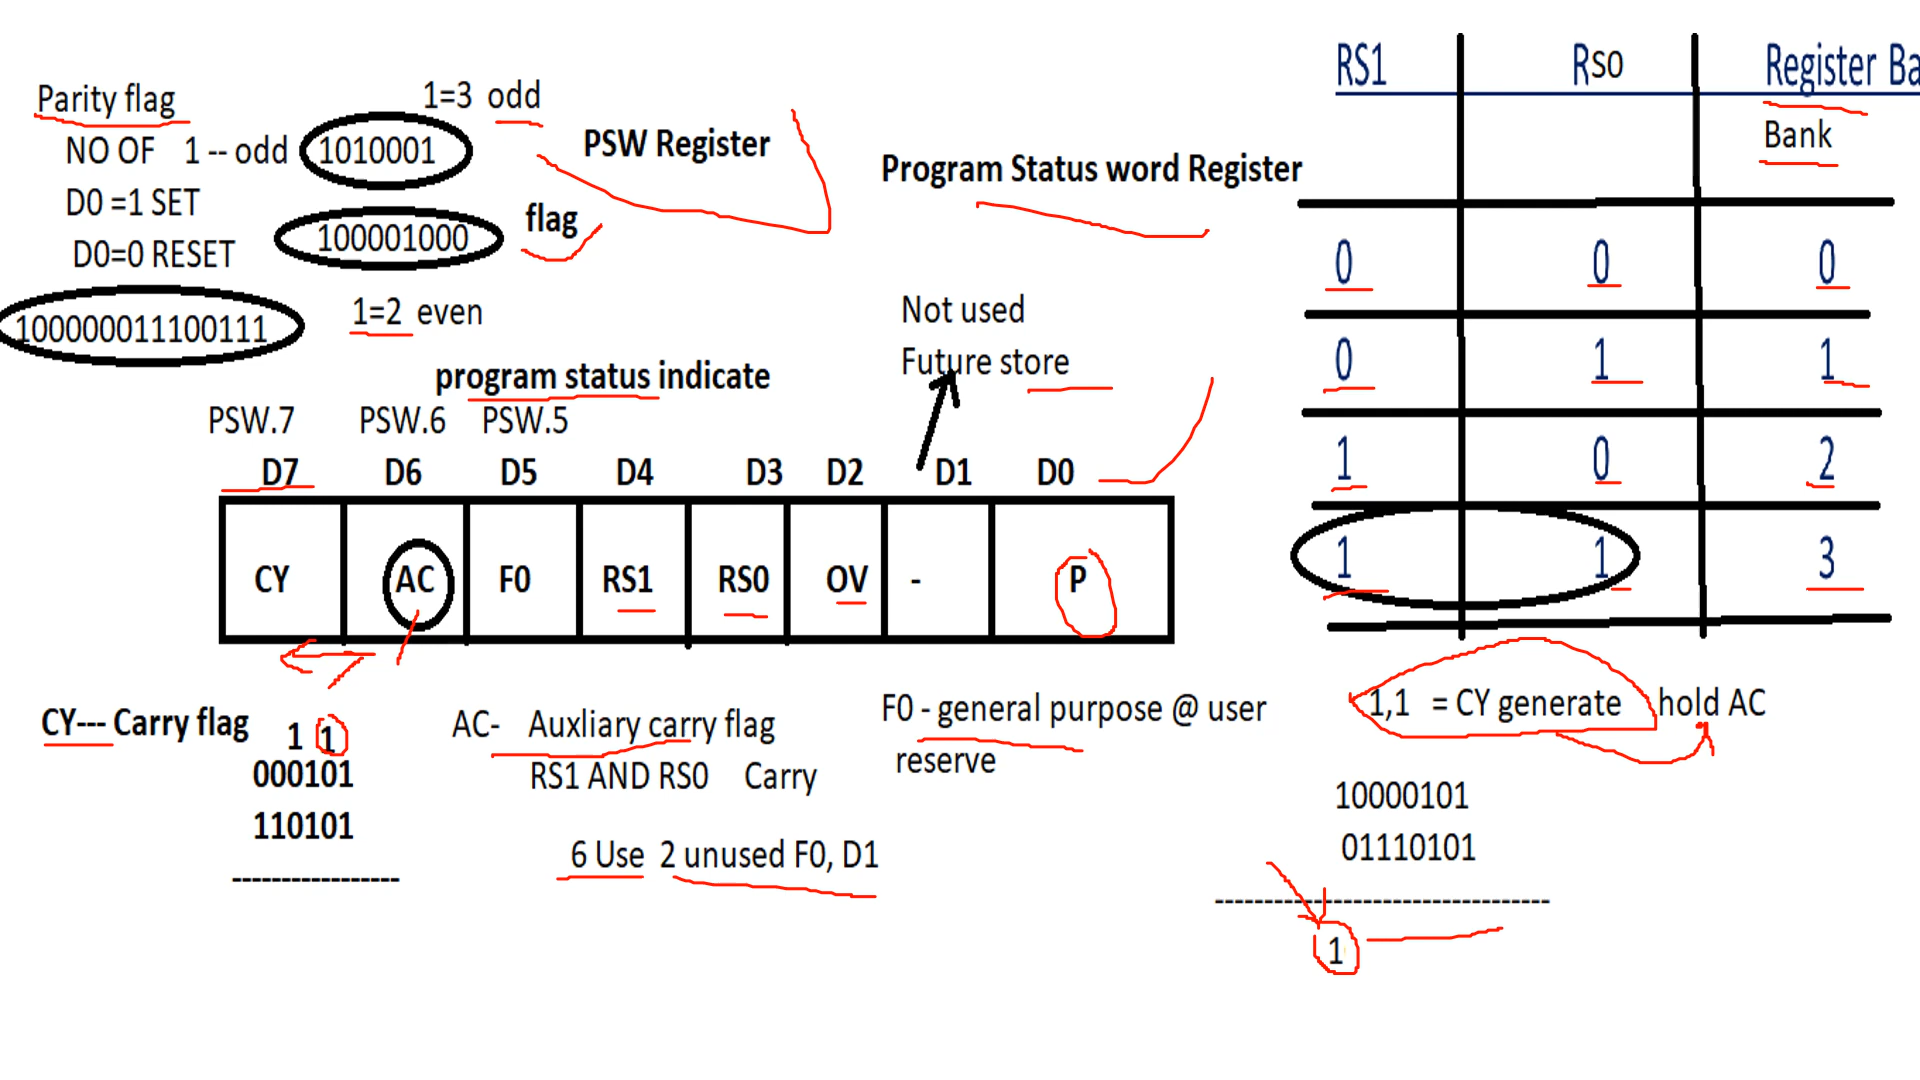 Parity flag
1=3 odd
NO OF 1 -- odd 1010001
D0 =1 SET
100001000
D0=0 RESET
100000011100111
1=2 even
PSW Register
flag
Program Status word Register
Not used
Future store
program status indicate
PSW.7 PSW.6 PSW.5
D7 D6 D5 D4 D3 D2 D1 D0
CY AC F0 RS1 RS0 OV - P
CY--- Carry flag
1 1
000101
110101
----------------
AC- Auxliary carry flag
RS1 AND RS0 Carry
6 Use 2 unused F0, D1
F0 - general purpose @ user
reserve
RS1 RS0 Register Ba
Bank
0 0 0
0 1 1
1 0 2
1 1 3
1,1 = CY generate hold AC
10000101
01110101
--------------------------------
1